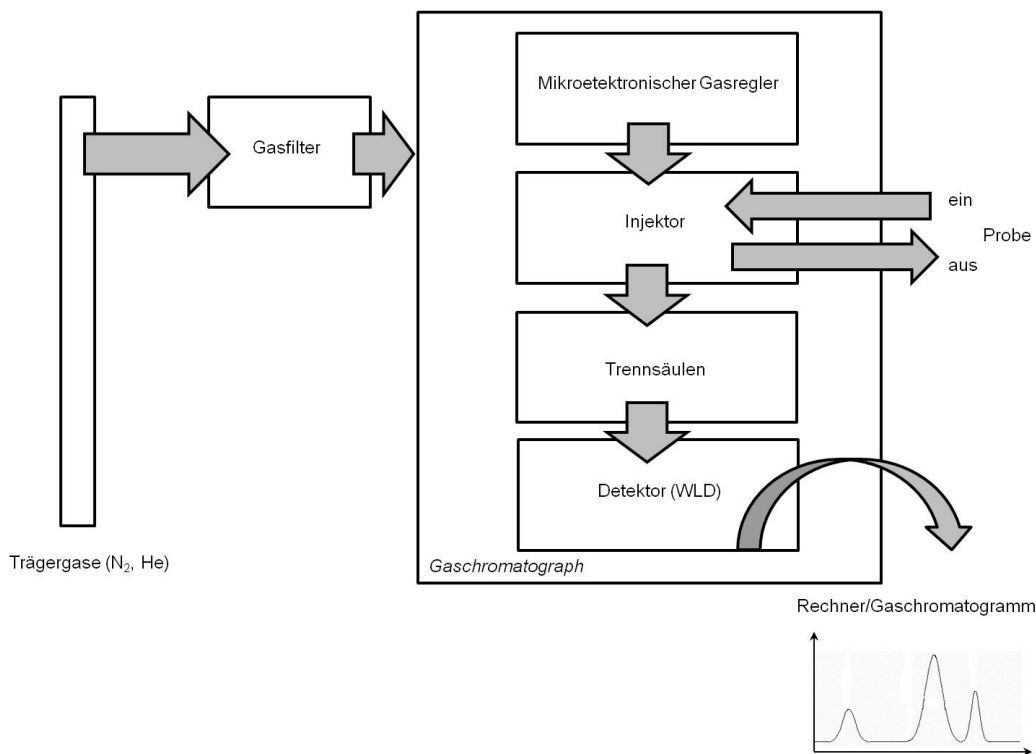 Mikroetektronischer Gasregler
Gasfilter
Injektor
ein
Probe
aus
Trennsäulen
Detektor (WLD)
Gaschromatograph
Trägergase (N₂, He)
Rechner/Gaschromatogramm